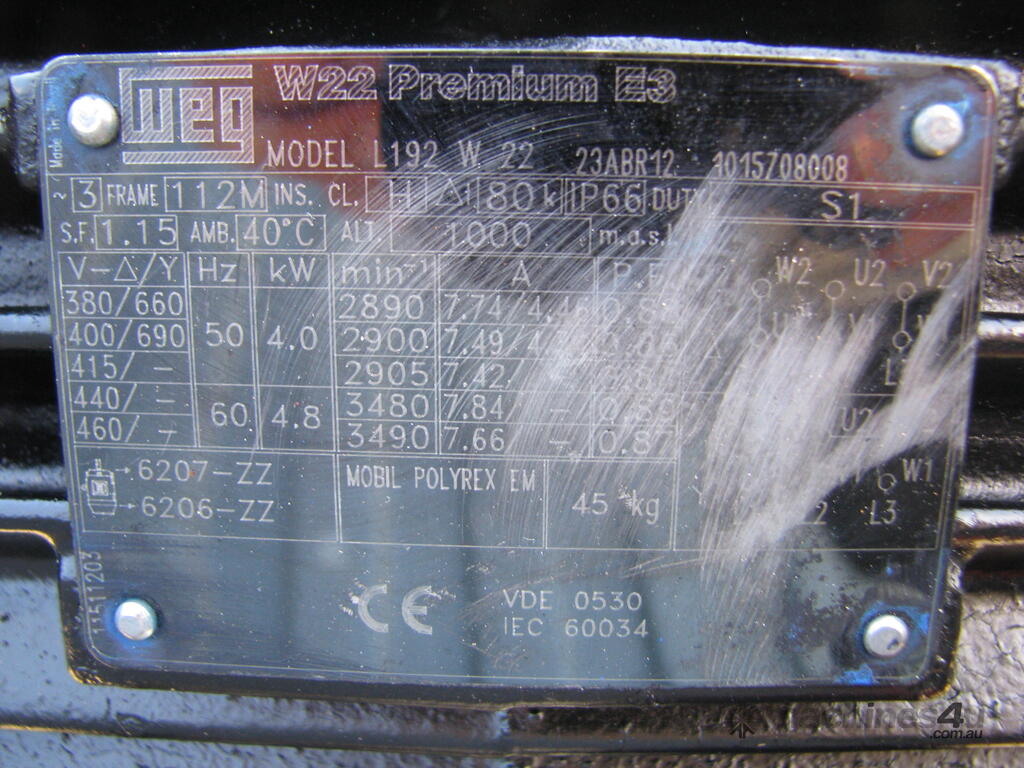 WEG W22 Premium E3
Made in
MODEL L192 W 22 23ABR12 1015708008
~ 3 FRAME 112M INS. CL. H Δt 80 k IP66 DUTY S1
S.F. 1.15 AMB. 40°C ALT 1000 m.a.s.l
V-Δ/Y Hz kW min⁻¹ A P.F
380/660 2890 7.74/
400/690 50 4.0 2900 7.49/
415/ - 2905 7.42/
440/ - 3480 7.84/ -
460/ - 60 4.8 3490 7.66/ - 0.87
W2 U2 V2
U2
W1
L3
6207-ZZ MOBIL POLYREX EM 45 kg
6206-ZZ
11511203
CE VDE 0530
IEC 60034
machines4u
.com.au